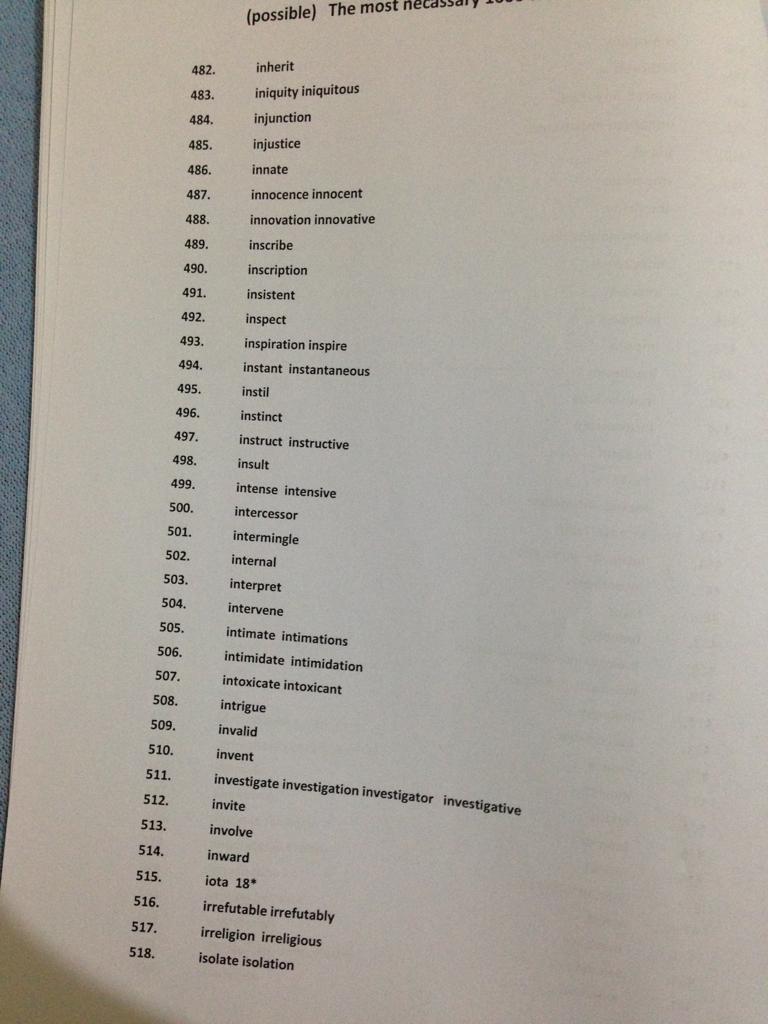 (possible) The most necassary
482. inherit
483. iniquity iniquitous
484. injunction
485. injustice
486. innate
487. innocence innocent
488. innovation innovative
489. inscribe
490. inscription
491. insistent
492. inspect
493. inspiration inspire
494. instant instantaneous
495. instil
496. instinct
497. instruct instructive
498. insult
499. intense intensive
500. intercessor
501. intermingle
502. internal
503. interpret
504. intervene
505. intimate intimations
506. intimidate intimidation
507. intoxicate intoxicant
508. intrigue
509. invalid
510. invent
511. investigate investigation investigator investigative
512. invite
513. involve
514. inward
515. iota 18*
516. irrefutable irrefutably
517. irreligion irreligious
518. isolate isolation